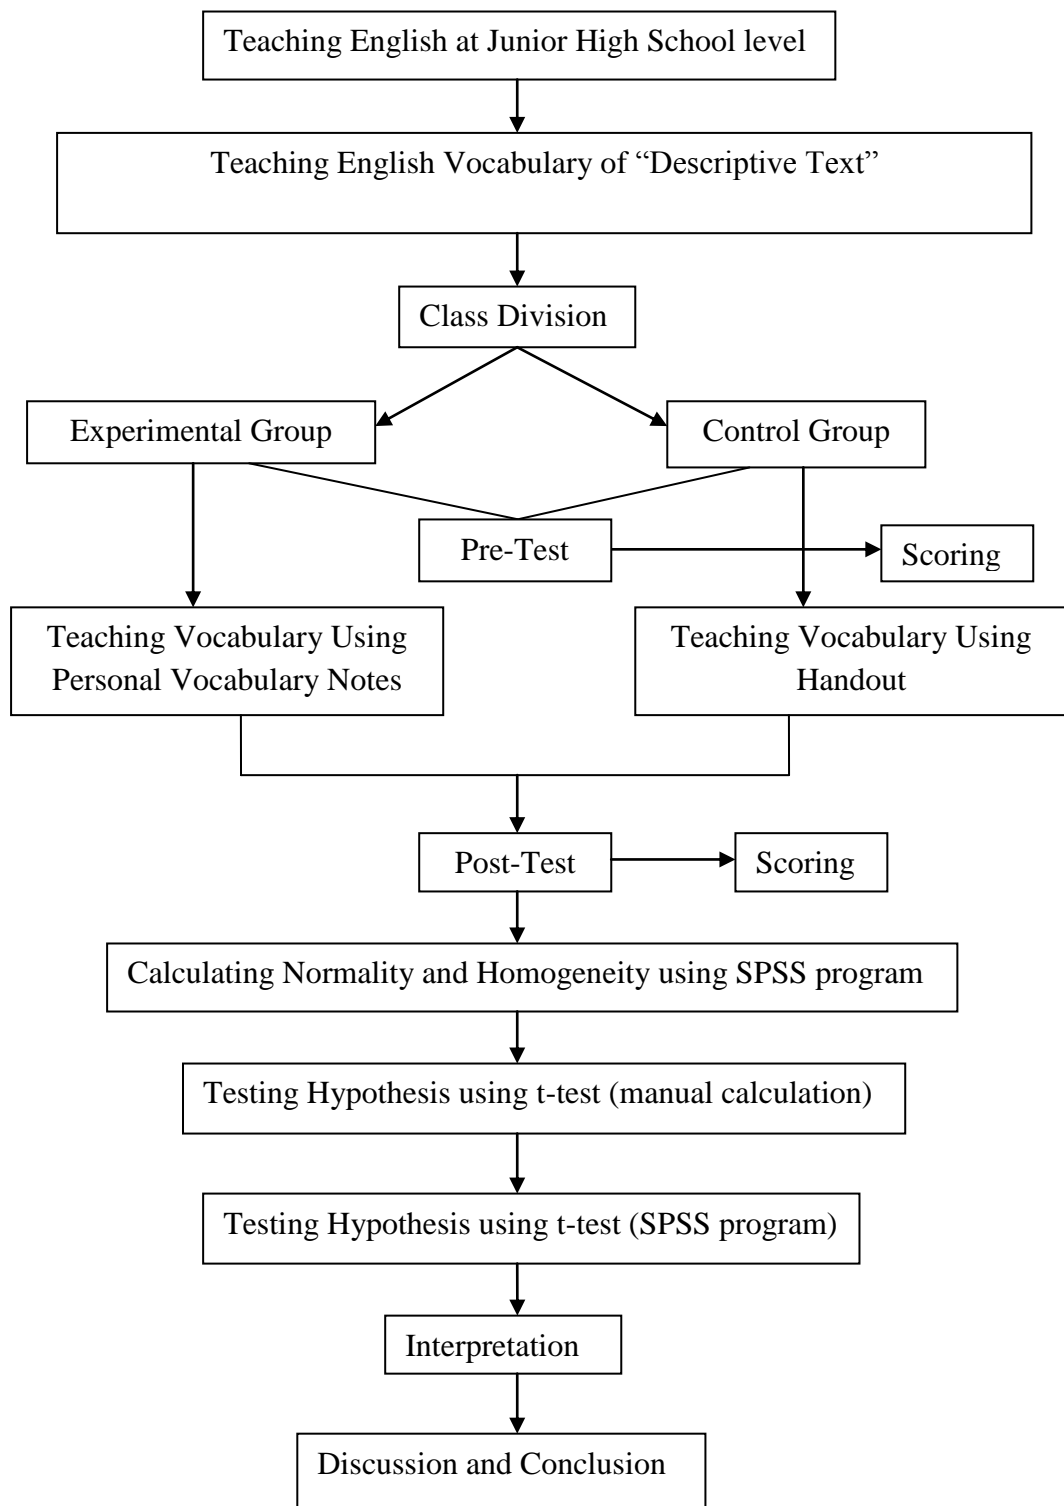 Teaching English at Junior High School level
Teaching English Vocabulary of “Descriptive Text”
Class Division
Experimental Group
Control Group
Pre-Test
Scoring
Teaching Vocabulary Using
Personal Vocabulary Notes
Teaching Vocabulary Using
Handout
Post-Test
Scoring
Calculating Normality and Homogeneity using SPSS program
Testing Hypothesis using t-test (manual calculation)
Testing Hypothesis using t-test (SPSS program)
Interpretation
Discussion and Conclusion